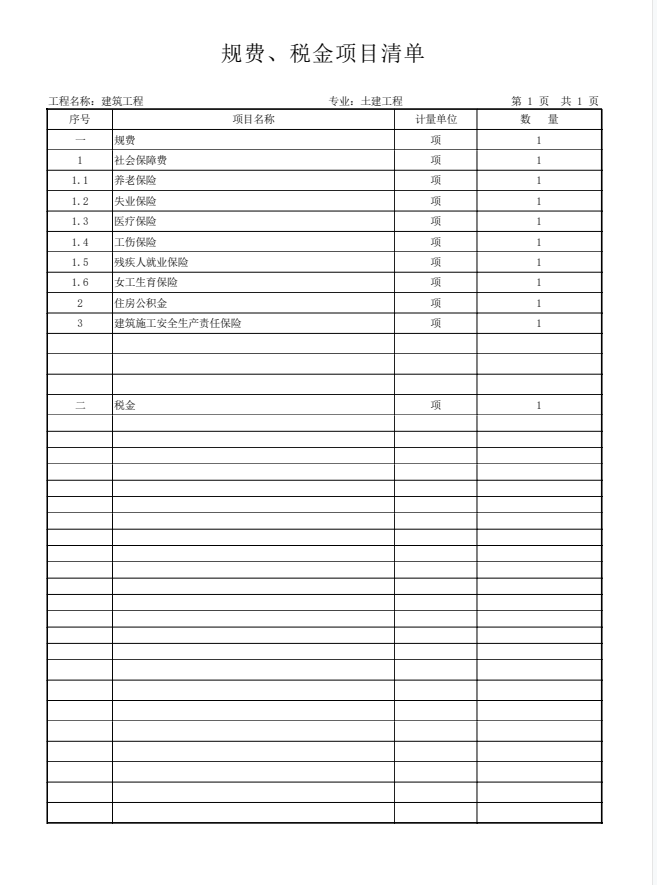 规费、税金项目清单
工程名称：建筑工程 专业：土建工程 第 1 页 共 1 页
序号 项目名称 计量单位 数 量
一 规费 项 1
1 社会保障费 项 1
1.1 养老保险 项 1
1.2 失业保险 项 1
1.3 医疗保险 项 1
1.4 工伤保险 项 1
1.5 残疾人就业保险 项 1
1.6 女工生育保险 项 1
2 住房公积金 项 1
3 建筑施工安全生产责任保险 项 1
二 税金 项 1